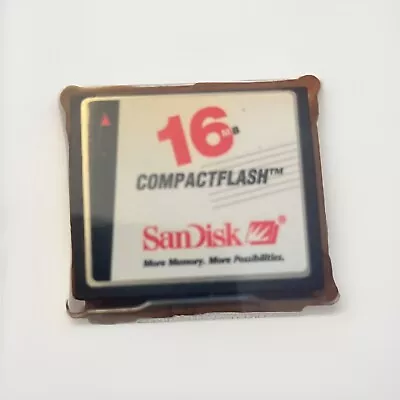 16MB
COMPACTFLASH™
SanDisk®
More Memory. More Possibilities.